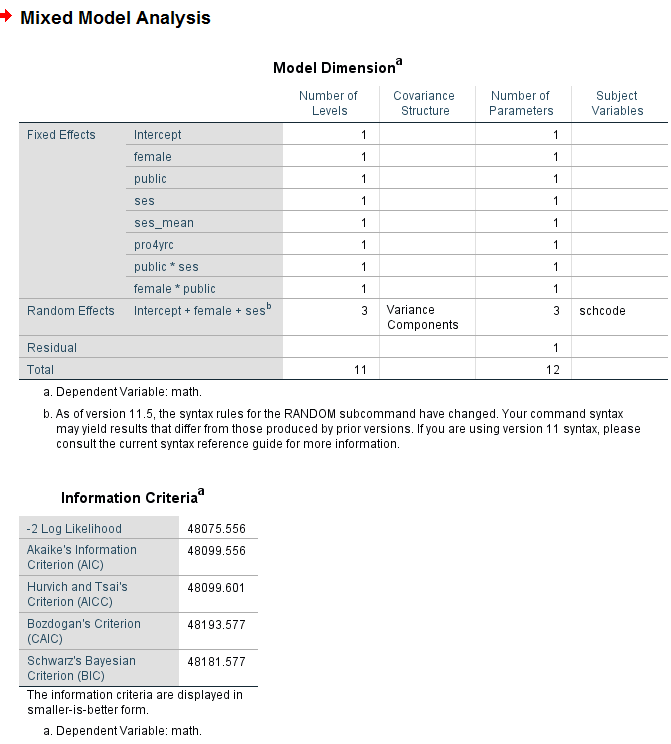 Mixed Model Analysis
Model Dimensionᵃ
Number of Levels Covariance Structure Number of Parameters Subject Variables
Fixed Effects Intercept 1 1
female 1 1
public 1 1
ses 1 1
ses_mean 1 1
pro4yrc 1 1
public * ses 1 1
female * public 1 1
Random Effects Intercept + female + sesᵇ 3 Variance Components 3 schcode
Residual 1
Total 11 12
a. Dependent Variable: math.
b. As of version 11.5, the syntax rules for the RANDOM subcommand have changed. Your command syntax
may yield results that differ from those produced by prior versions. If you are using version 11 syntax, please
consult the current syntax reference guide for more information.
Information Criteriaᵃ
-2 Log Likelihood 48075.556
Akaike's Information Criterion (AIC) 48099.556
Hurvich and Tsai's Criterion (AICC) 48099.601
Bozdogan's Criterion (CAIC) 48193.577
Schwarz's Bayesian Criterion (BIC) 48181.577
The information criteria are displayed in
smaller-is-better form.
a. Dependent Variable: math.